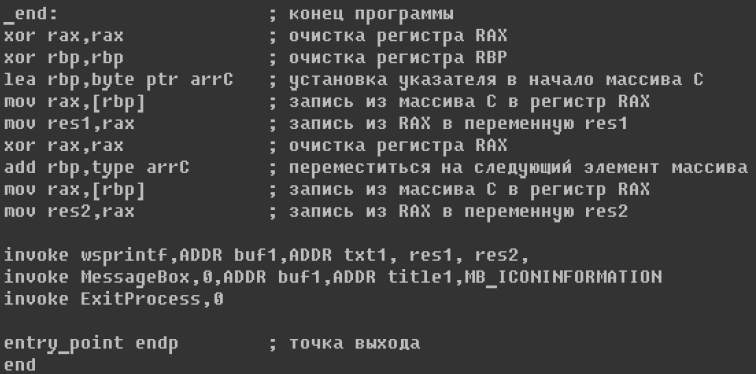 _end:                  ; конец программы
xor rax,rax            ; очистка регистра RAX
xor rbp,rbp            ; очистка регистра RBP
lea rbp,byte ptr arrC  ; установка указателя в начало массива C
mov rax,[rbp]          ; запись из массива C в регистр RAX
mov res1,rax           ; запись из RAX в переменную res1
xor rax,rax            ; очистка регистра RAX
add rbp,type arrC      ; переместиться на следующий элемент массива
mov rax,[rbp]          ; запись из массива C в регистр RAX
mov res2,rax           ; запись из RAX в переменную res2
invoke wsprintf,ADDR buf1,ADDR txt1, res1, res2,
invoke MessageBox,0,ADDR buf1,ADDR title1,MB_ICONINFORMATION
invoke ExitProcess,0
entry_point endp       ; точка выхода
end